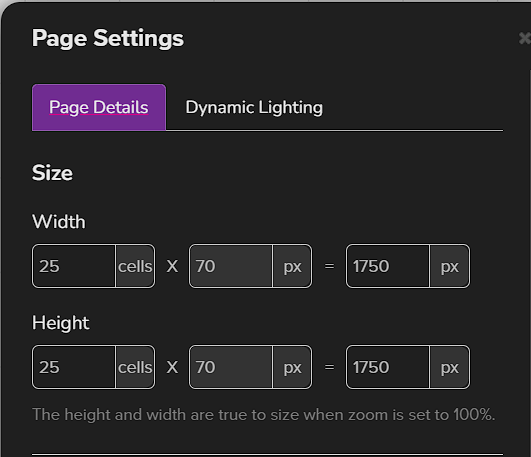 Page Settings
Page Details Dynamic Lighting
Size
Width
25 cells X 70 px = 1750 px
Height
25 cells X 70 px = 1750 px
The height and width are true to size when zoom is set to 100%.